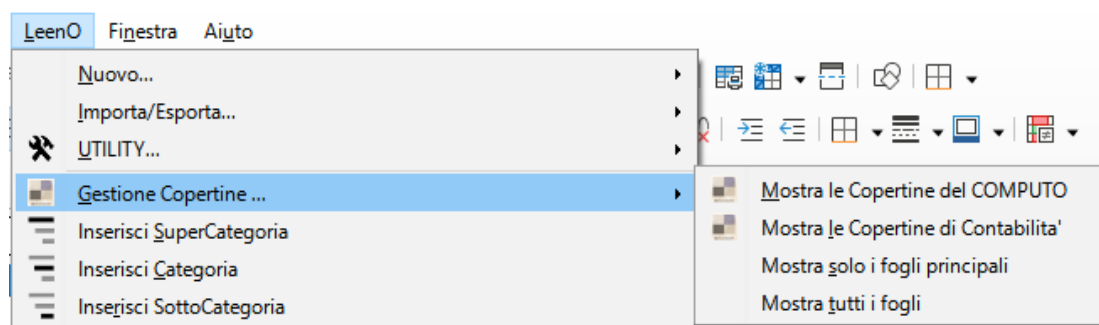 LeenO Finestra Aiuto
Nuovo...
Importa/Esporta...
UTILITY...
Gestione Copertine ...
Inserisci SuperCategoria
Inserisci Categoria
Inserisci SottoCategoria
Mostra le Copertine del COMPUTO
Mostra le Copertine di Contabilita'
Mostra solo i fogli principali
Mostra tutti i fogli